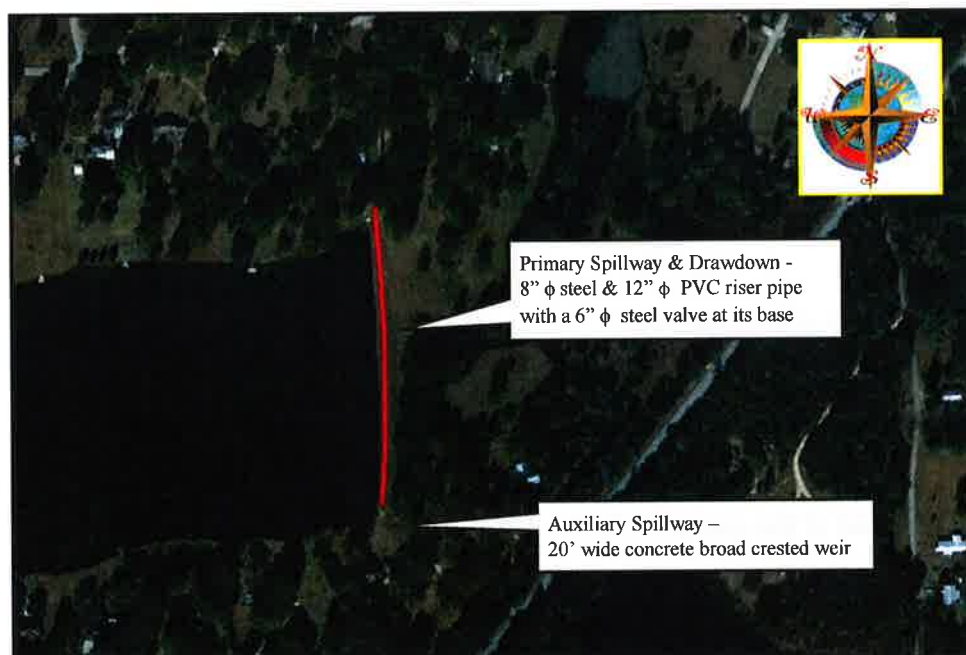 N
E
S
Primary Spillway & Drawdown -
8” ϕ steel & 12” ϕ PVC riser pipe
with a 6” ϕ steel valve at its base
Auxiliary Spillway –
20’ wide concrete broad crested weir